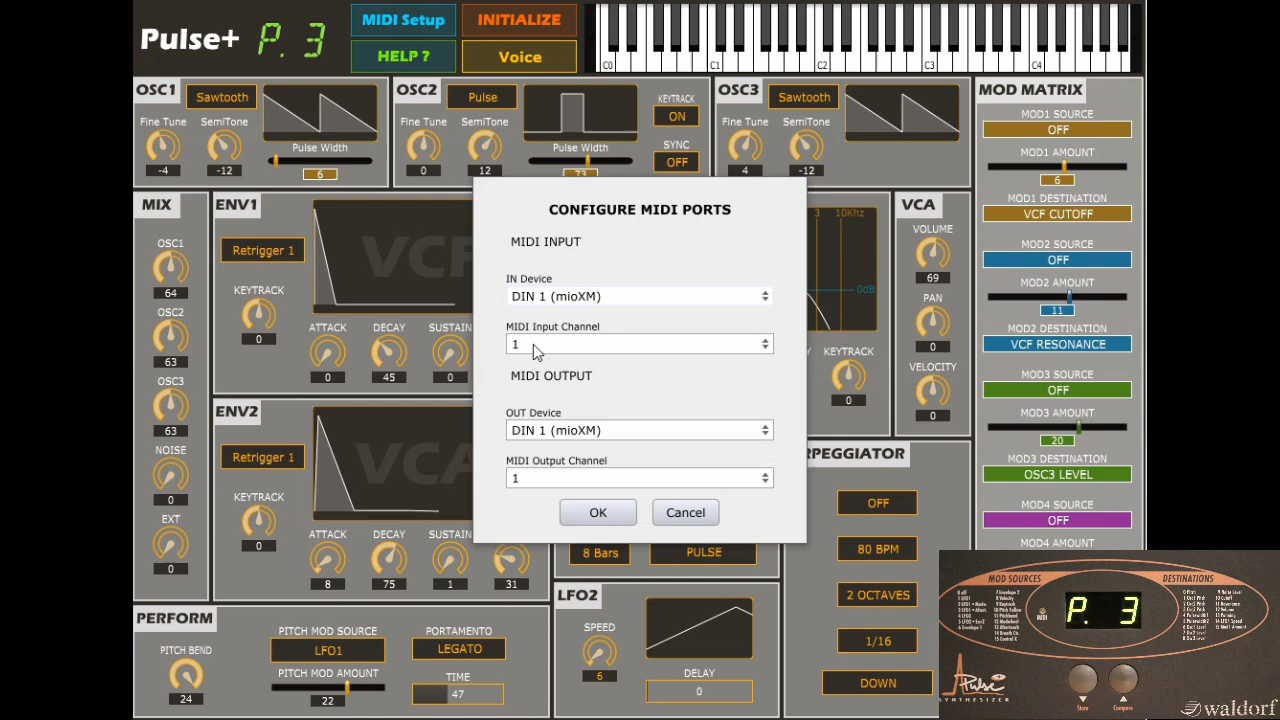 Pulse+ P. 3
MIDI Setup
INITIALIZE
HELP ?
Voice
C0 C1 C2 C3 C4
OSC1
Sawtooth
Fine Tune SemiTone
Pulse Width
-4 -12 6
OSC2
Pulse
Fine Tune SemiTone
Pulse Width
0 12 73
KEYTRACK
ON
SYNC
OFF
OSC3
Sawtooth
Fine Tune SemiTone
4 -12
MOD MATRIX
MOD1 SOURCE
OFF
MOD1 AMOUNT
6
MOD1 DESTINATION
VCF CUTOFF
MOD2 SOURCE
OFF
MOD2 AMOUNT
11
MOD2 DESTINATION
VCF RESONANCE
MOD3 SOURCE
OFF
MOD3 AMOUNT
20
MOD3 DESTINATION
OSC3 LEVEL
MOD4 SOURCE
OFF
MOD4 AMOUNT
MIX
OSC1
64
OSC2
63
OSC3
63
NOISE
0
EXT
0
ENV1
Retrigger 1
KEYTRACK
0
VCF
ATTACK DECAY SUSTAIN
0 45 0
ENV2
Retrigger 1
KEYTRACK
0
VCA
ATTACK DECAY SUSTAIN
8 75 1 31
CONFIGURE MIDI PORTS
MIDI INPUT
IN Device
DIN 1 (mioXM)
MIDI Input Channel
1
MIDI OUTPUT
OUT Device
DIN 1 (mioXM)
MIDI Output Channel
1
OK Cancel
3 10Khz
0dB
KEYTRACK
0
VCA
VOLUME
69
PAN
0
VELOCITY
0
8 Bars PULSE
RPEGGIATOR
OFF
80 BPM
2 OCTAVES
1/16
DOWN
PERFORM
PITCH BEND
24
PITCH MOD SOURCE
LFO1
PITCH MOD AMOUNT
22
PORTAMENTO
LEGATO
TIME
47
LFO2
SPEED
6
DELAY
0
MOD SOURCES
DESTINATIONS
MIDI
P. 3
Pulse
SYNTHESIZER
Store Compare
waldorf